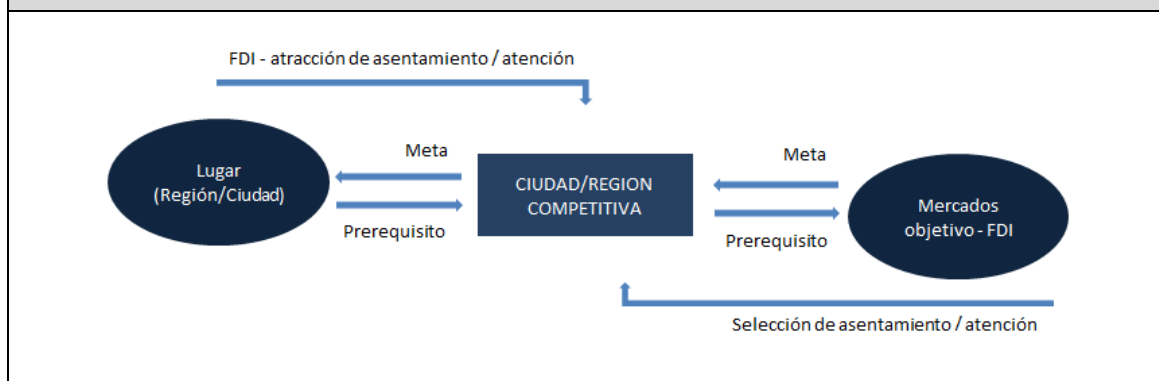 FDI - atracción de asentamiento / atención
Lugar
(Región/Ciudad)
Meta
Prerequisito
CIUDAD/REGION
COMPETITIVA
Meta
Prerequisito
Mercados
objetivo - FDI
Selección de asentamiento / atención